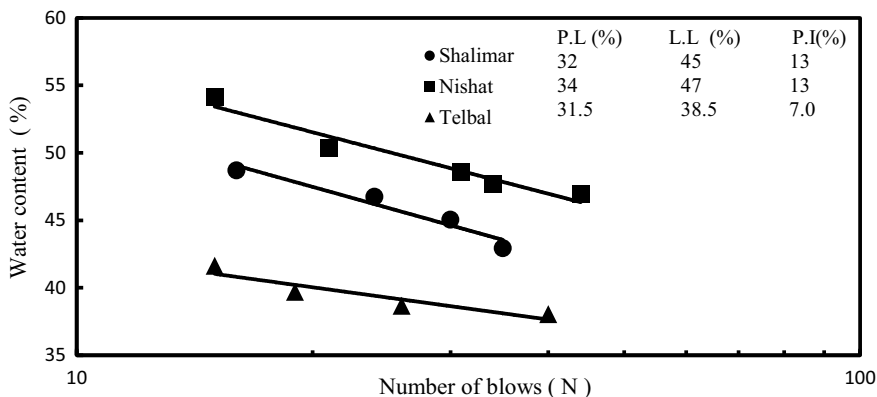 60
P.L (%) L.L (%) P.I(%)
Shalimar 32 45 13
55
Nishat 34 47 13
Telbal 31.5 38.5 7.0
50
45
40
35
10 100
Water content ( %)
Number of blows ( N )